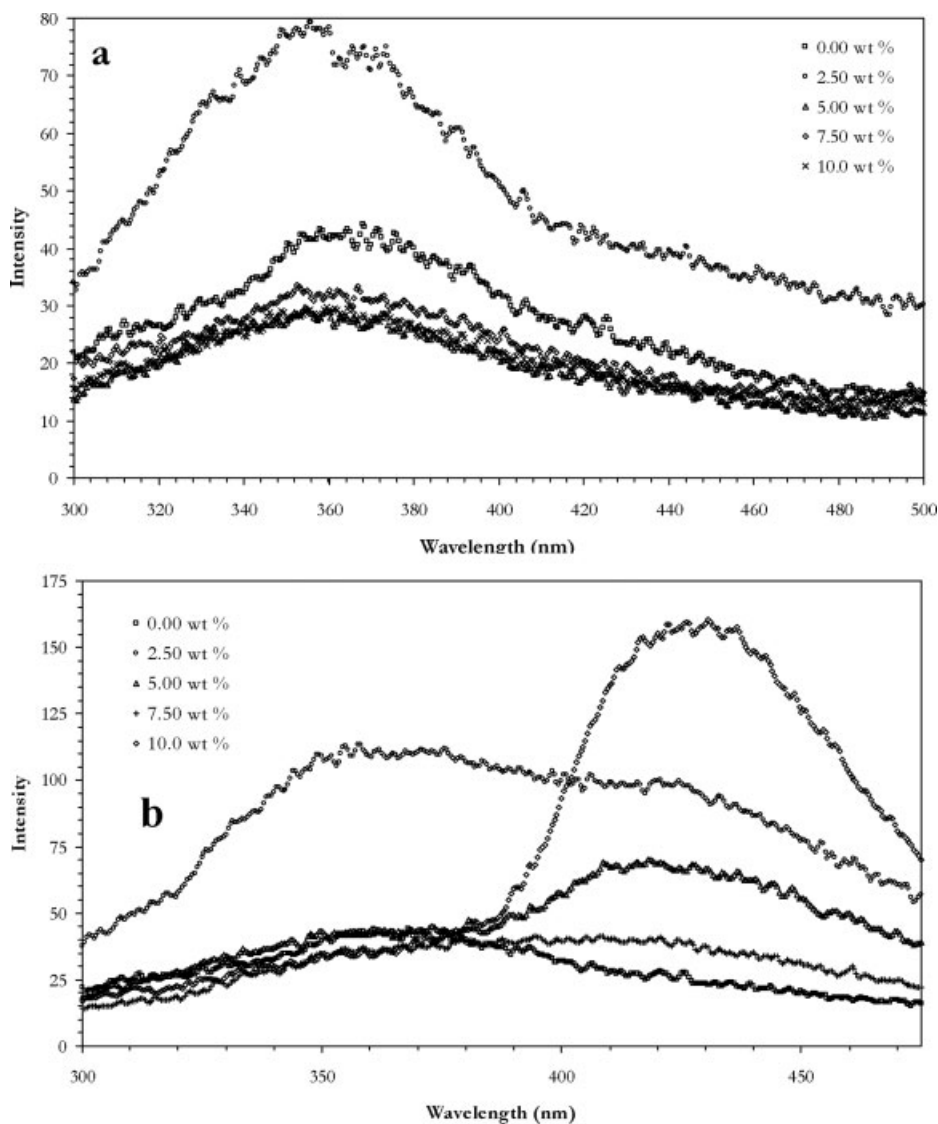 a
80
70
60
50
40
30
20
10
0
Intensity
0.00 wt %
2.50 wt %
5.00 wt %
7.50 wt %
10.0 wt %
300 320 340 360 380 400 420 440 460 480 500
Wavelength (nm)
b
175
150
125
100
75
50
25
0
Intensity
0.00 wt %
2.50 wt %
5.00 wt %
7.50 wt %
10.0 wt %
300 350 400 450
Wavelength (nm)